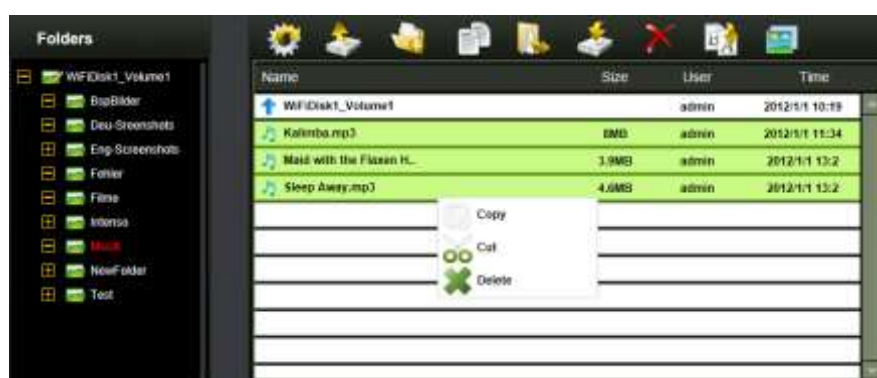 Folders
WiFiDisk1_Volume1
BspBilder
Deu-Sreenshots
Eng-Screenshots
Fehler
Filme
Intenso
Musik
NewFolder
Test
Name Size User Time
WiFiDisk1_Volume1 admin 2012/1/1 10:19
Kalimba.mp3 8MB admin 2012/1/1 11:34
Maid with the Flaxen H... 3.9MB admin 2012/1/1 13:2
Sleep Away.mp3 4.6MB admin 2012/1/1 13:2
Copy
Cut
Delete